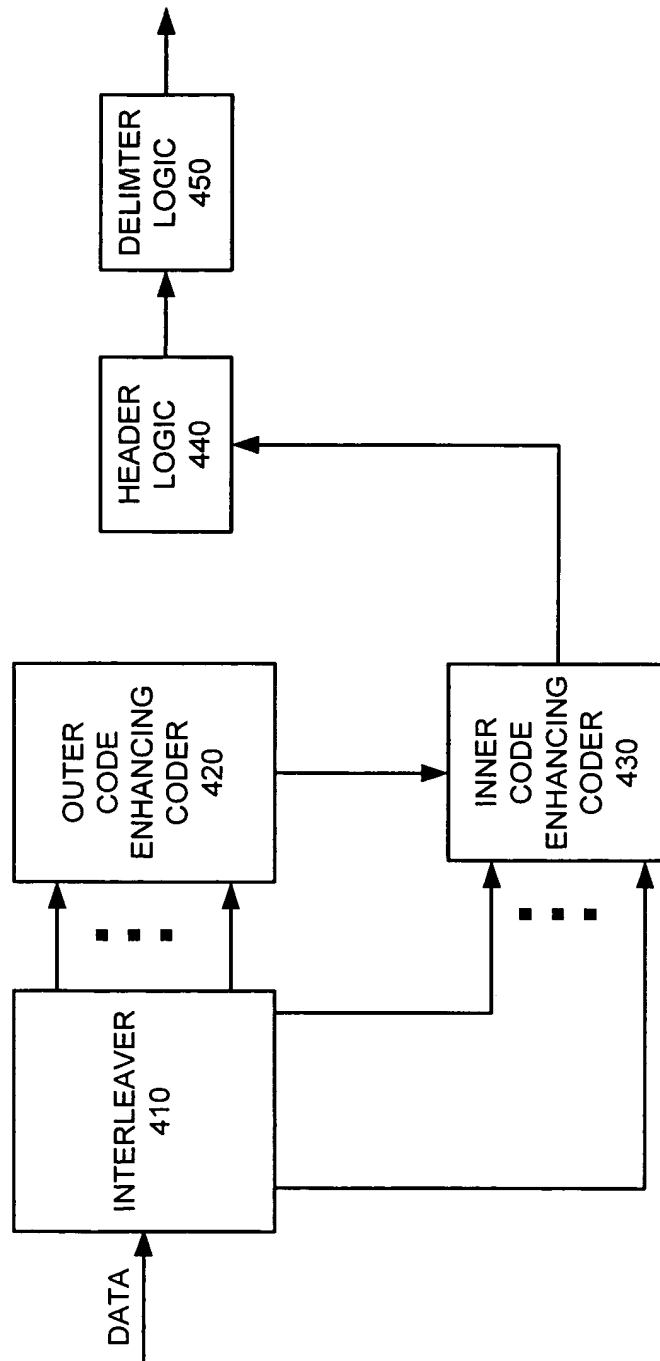 DATA
INTERLEAVER
410
OUTER
CODE
ENHANCING
CODER
420
INNER
CODE
ENHANCING
CODER
430
HEADER
LOGIC
440
DELIMTER
LOGIC
450